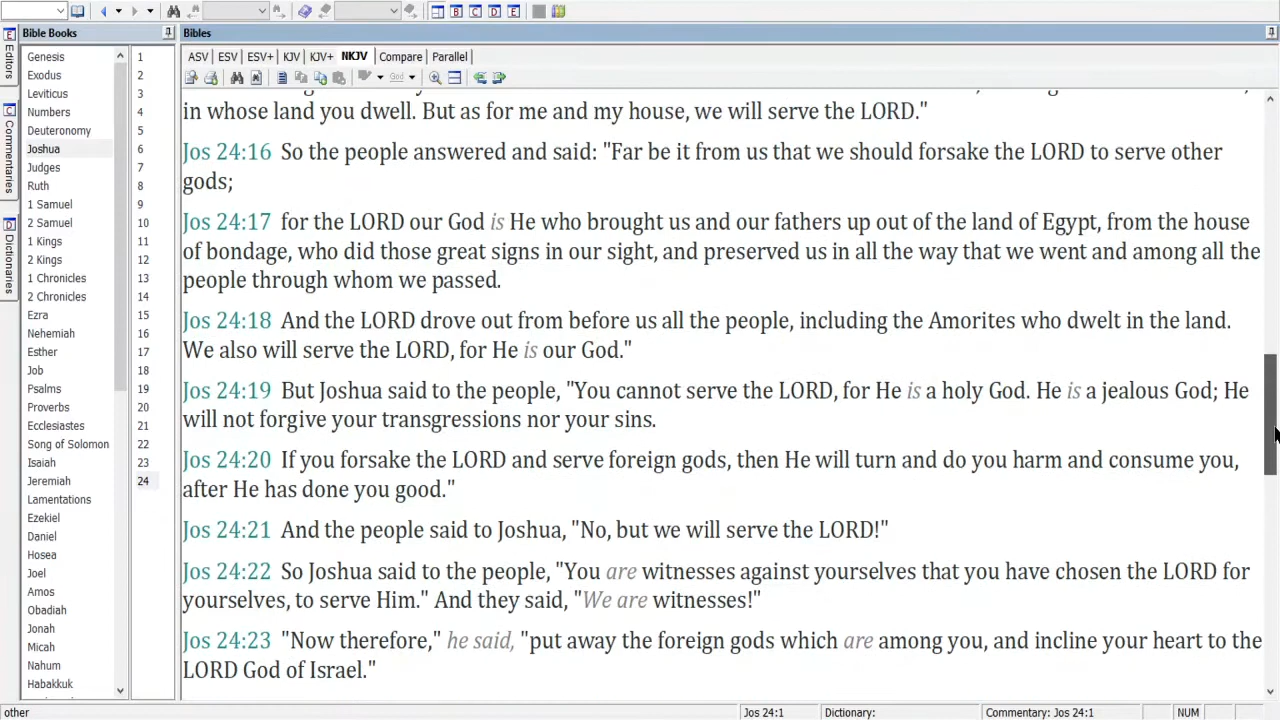 Bible Books
Bibles
Editors
Commentaries
Dictionaries
Genesis
Exodus
Leviticus
Numbers
Deuteronomy
Joshua
Judges
Ruth
1 Samuel
2 Samuel
1 Kings
2 Kings
1 Chronicles
2 Chronicles
Ezra
Nehemiah
Esther
Job
Psalms
Proverbs
Ecclesiastes
Song of Solomon
Isaiah
Jeremiah
Lamentations
Ezekiel
Daniel
Hosea
Joel
Amos
Obadiah
Jonah
Micah
Nahum
Habakkuk
1
2
3
4
5
6
7
8
9
10
11
12
13
14
15
16
17
18
19
20
21
22
23
24
ASV ESV ESV+ KJV KJV+ NKJV Compare Parallel
B C D E
God
in whose land you dwell. But as for me and my house, we will serve the LORD."
Jos 24:16 So the people answered and said: "Far be it from us that we should forsake the LORD to serve other
gods;
Jos 24:17 for the LORD our God is He who brought us and our fathers up out of the land of Egypt, from the house
of bondage, who did those great signs in our sight, and preserved us in all the way that we went and among all the
people through whom we passed.
Jos 24:18 And the LORD drove out from before us all the people, including the Amorites who dwelt in the land.
We also will serve the LORD, for He is our God."
Jos 24:19 But Joshua said to the people, "You cannot serve the LORD, for He is a holy God. He is a jealous God; He
will not forgive your transgressions nor your sins.
Jos 24:20 If you forsake the LORD and serve foreign gods, then He will turn and do you harm and consume you,
after He has done you good."
Jos 24:21 And the people said to Joshua, "No, but we will serve the LORD!"
Jos 24:22 So Joshua said to the people, "You are witnesses against yourselves that you have chosen the LORD for
yourselves, to serve Him." And they said, "We are witnesses!"
Jos 24:23 "Now therefore," he said, "put away the foreign gods which are among you, and incline your heart to the
LORD God of Israel."
other
Jos 24:1
Dictionary:
Commentary: Jos 24:1
NUM